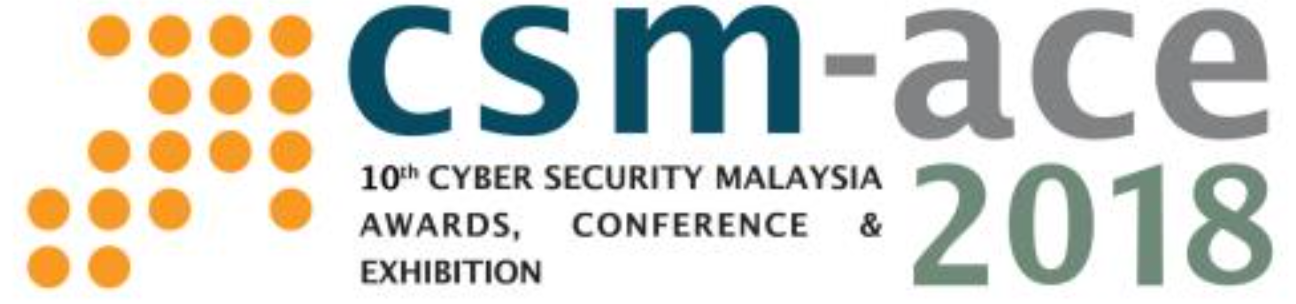 csm-ace
10th CYBER SECURITY MALAYSIA
AWARDS, CONFERENCE &
EXHIBITION
2018